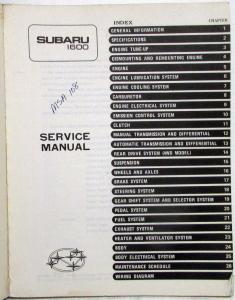 SUBARU
1600
MSA 108
SERVICE
MANUAL
INDEX CHAPTER
GENERAL INFORMATION 1
SPECIFICATIONS 2
ENGINE TUNE-UP 3
DISMOUNTING AND REMOUNTING ENGINE 4
ENGINE 5
ENGINE LUBRICATION SYSTEM 6
ENGINE COOLING SYSTEM 7
CARBURETOR 8
ENGINE ELECTRICAL SYSTEM 9
EMISSION CONTROL SYSTEM 10
CLUTCH 11
MANUAL TRANSMISSION AND DIFFERENTIAL 12
AUTOMATIC TRANSMISSION AND DIFFERENTIAL 13
REAR DRIVE SYSTEM (4WD MODEL) 14
SUSPENSION 15
WHEELS AND AXLES 16
BRAKE SYSTEM 17
STEERING SYSTEM 18
GEAR SHIFT SYSTEM AND SELECTOR SYSTEM 19
PEDAL SYSTEM 20
FUEL SYSTEM 21
EXHAUST SYSTEM 22
HEATER AND VENTILATOR SYSTEM 23
BODY 24
BODY ELECTRICAL SYSTEM 25
MAINTENANCE SCHEDULE 26
WIRING DIAGRAM